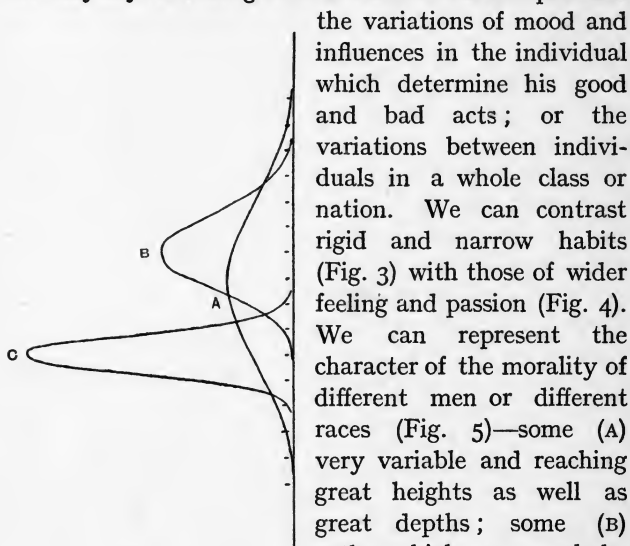 the variations of mood and
influences in the individual
which determine his good
and bad acts; or the
variations between indivi-
duals in a whole class or
nation. We can contrast
rigid and narrow habits
(Fig. 3) with those of wider
feeling and passion (Fig. 4).
We can represent the
character of the morality of
different men or different
races (Fig. 5)—some (A)
very variable and reaching
great heights as well as
great depths; some (B)
B
A
C